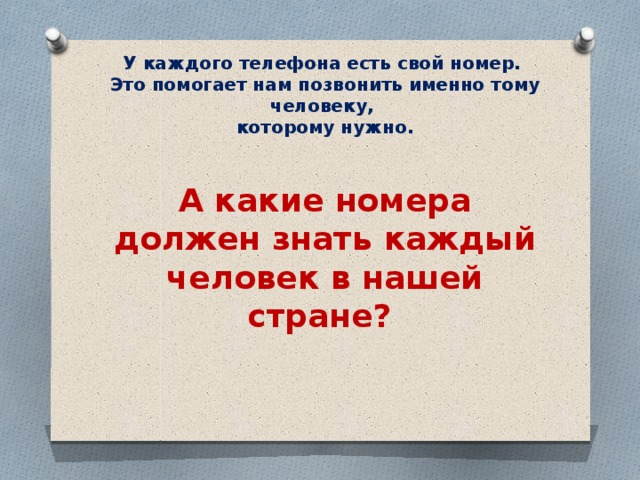 У каждого телефона есть свой номер.
Это помогает нам позвонить именно тому
человеку,
которому нужно.
А какие номера
должен знать каждый
человек в нашей
стране?